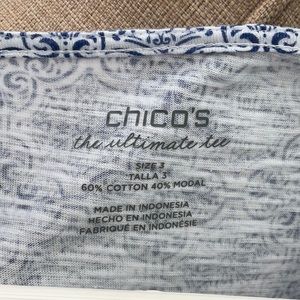 chico's
the ultimate tee
SIZE 3
TALLA 3
60% COTTON 40% MODAL
MADE IN INDONESIA
HECHO EN INDONESIA
FABRIQUÉ EN INDONÉSIE